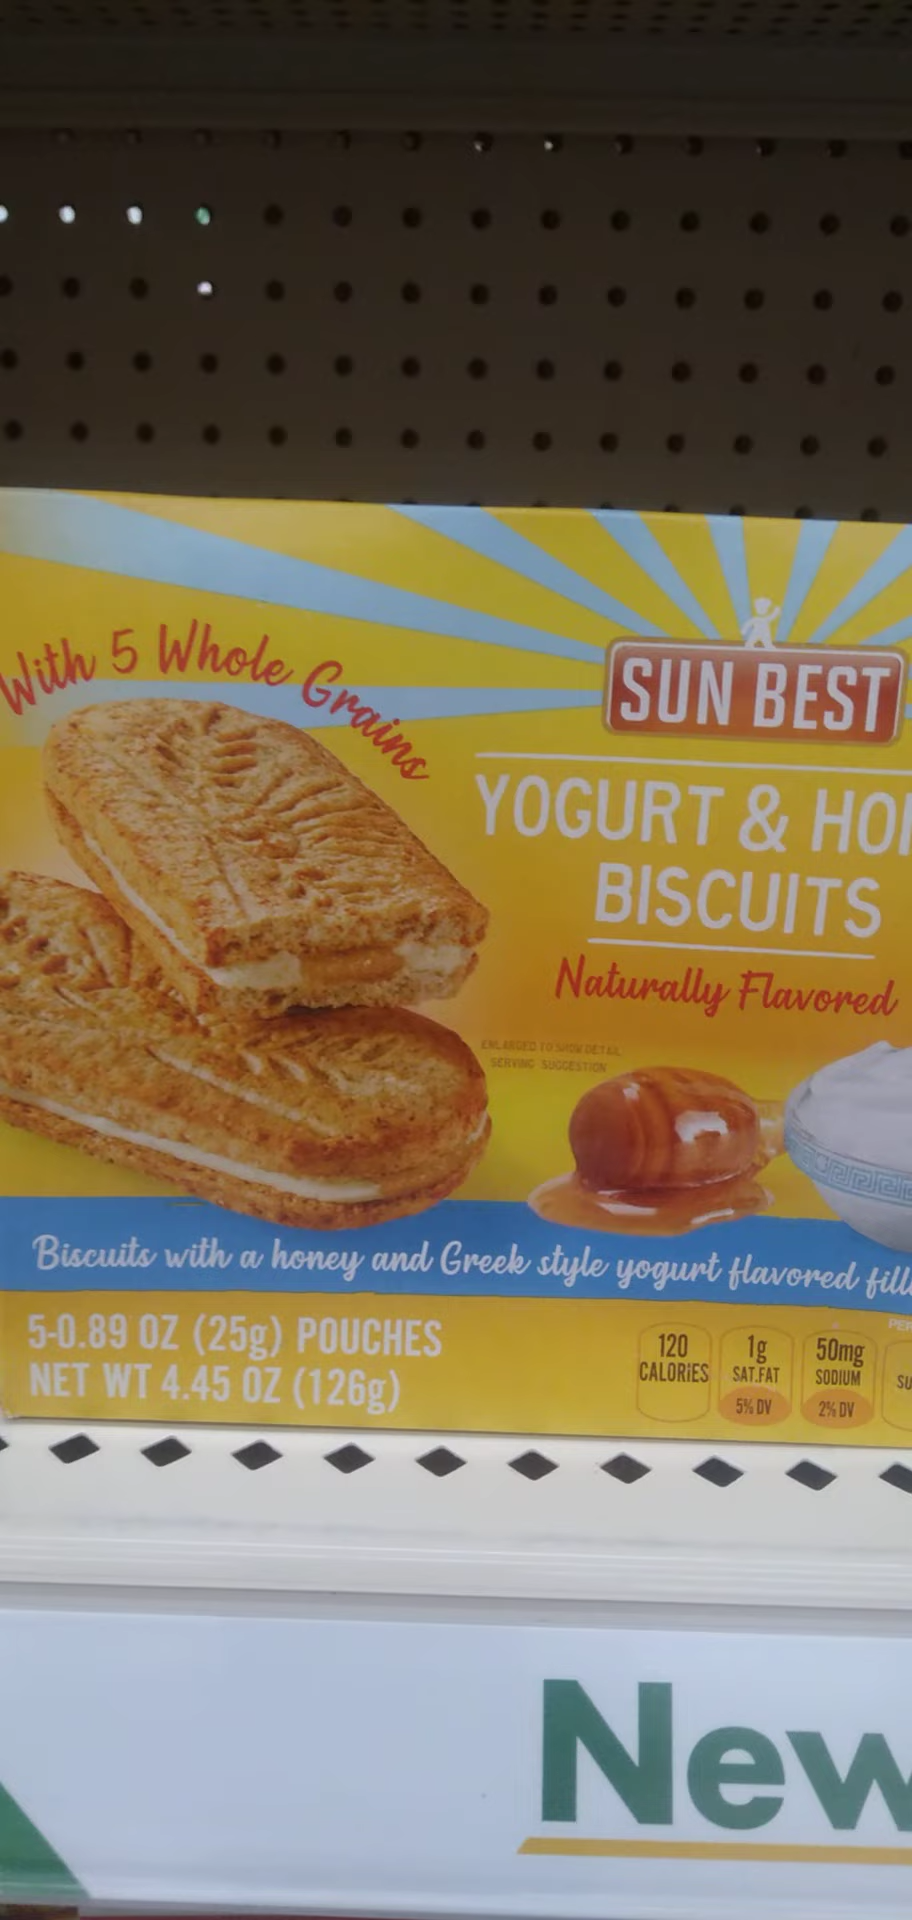 With 5 Whole Grains
SUN BEST
YOGURT & HO
BISCUITS
Naturally Flavored
ENLARGED TO SHOW DETAIL
SERVING SUGGESTION
Biscuits with a honey and Greek style yogurt flavored fill
5-0.89 OZ (25g) POUCHES
NET WT 4.45 OZ (126g)
PER
120
CALORIES
1g
SAT.FAT
5% DV
50mg
SODIUM
2% DV
SU
New